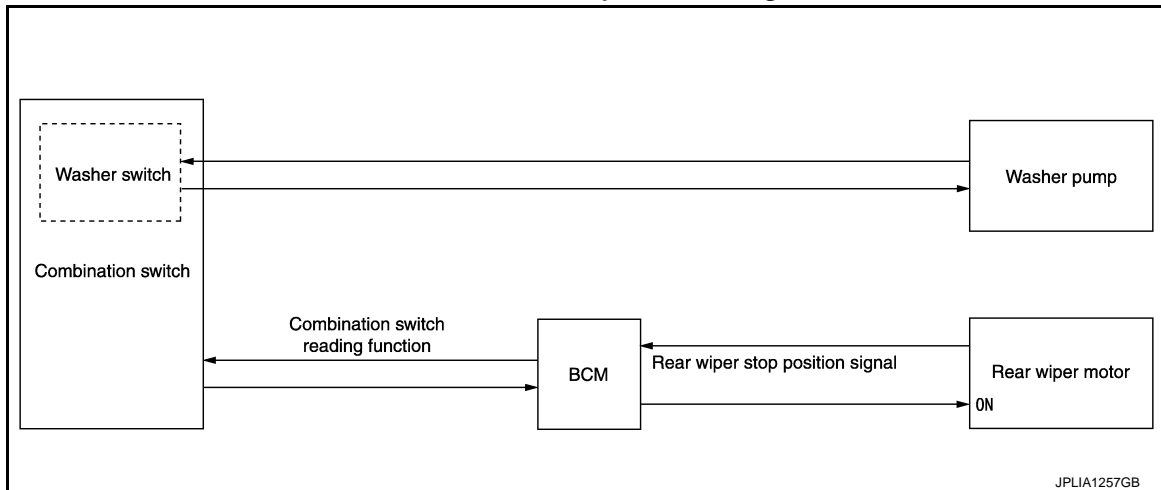 Washer switch
Washer pump
Combination switch
Combination switch
reading function
BCM
Rear wiper stop position signal
Rear wiper motor
ON
JPLIA1257GB